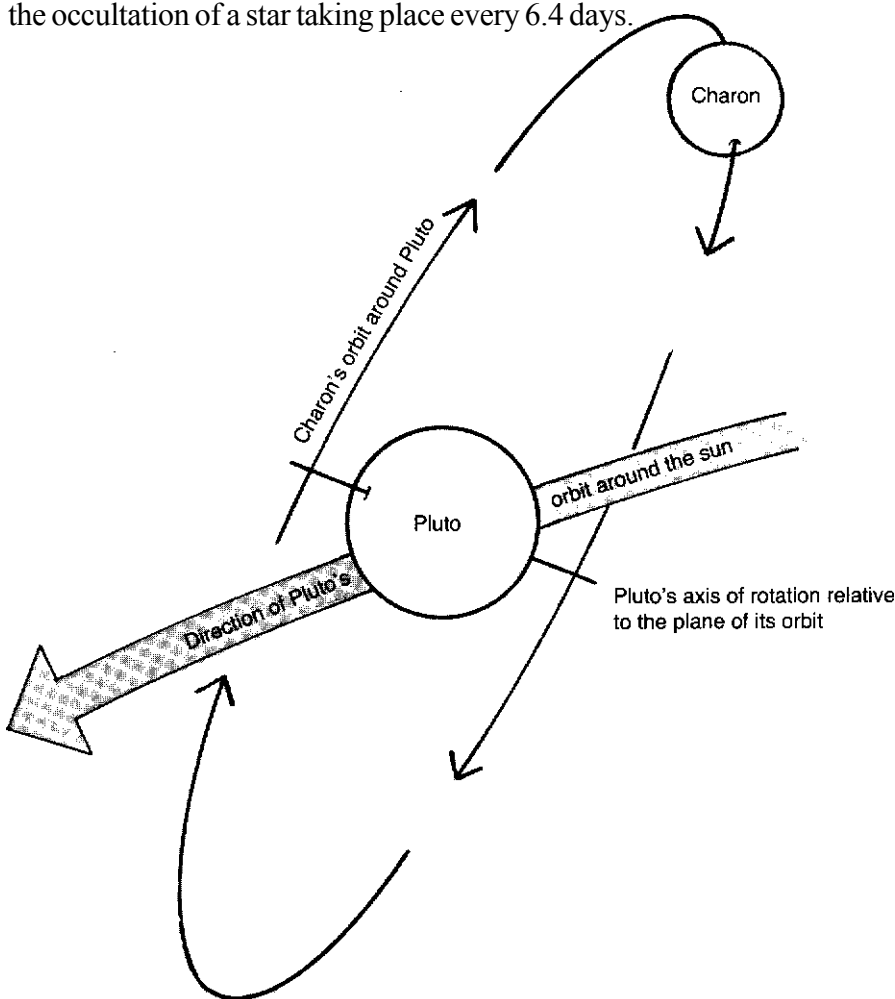 the occultation of a star taking place every 6.4 days.
Charon
Charon's orbit around Pluto
orbit around the sun
Pluto
Direction of Pluto's
Pluto's axis of rotation relative
to the plane of its orbit